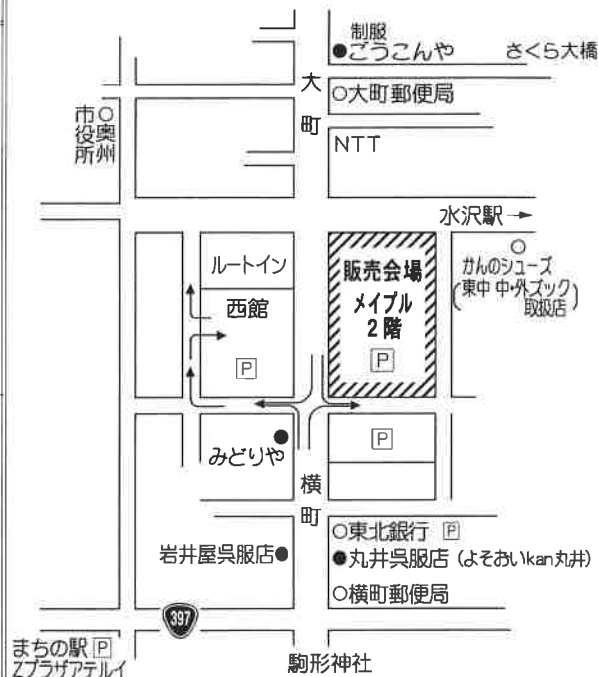 制服
●ごうこんや
さくら大橋
大町
○大町郵便局
○奥州
市役所
NTT
水沢駅→
ルートイン
西館
P
販売会場
メイプル
2階
P
○
かんのシューズ
(東中 中・外ズック
取扱店)
みどりや
P
横町
○東北銀行 P
岩井屋呉服店●
●丸井呉服店 (よそおいkan丸井)
○横町郵便局
397
まちの駅 P
Zプラザアテルイ
駒形神社